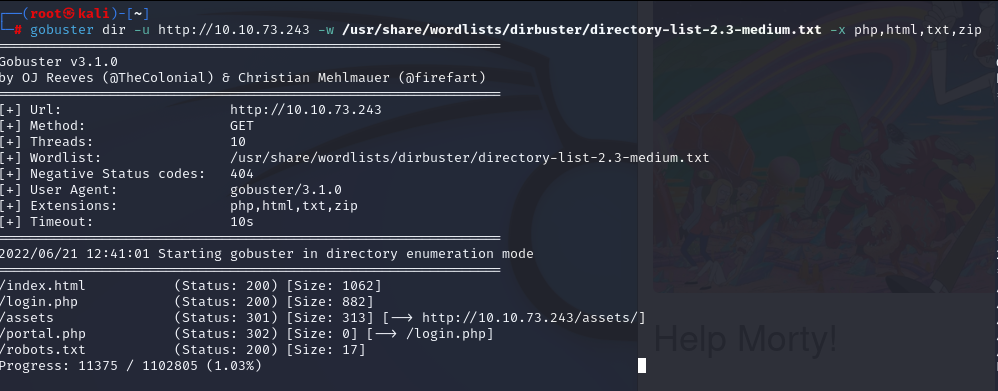 ┌──(root㉿kali)-[~]
└─# gobuster dir -u http://10.10.73.243 -w /usr/share/wordlists/dirbuster/directory-list-2.3-medium.txt -x php,html,txt,zip
===============================================================
Gobuster v3.1.0
by OJ Reeves (@TheColonial) & Christian Mehlmauer (@firefart)
===============================================================
[+] Url: http://10.10.73.243
[+] Method: GET
[+] Threads: 10
[+] Wordlist: /usr/share/wordlists/dirbuster/directory-list-2.3-medium.txt
[+] Negative Status codes: 404
[+] User Agent: gobuster/3.1.0
[+] Extensions: php,html,txt,zip
[+] Timeout: 10s
===============================================================
2022/06/21 12:41:01 Starting gobuster in directory enumeration mode
===============================================================
/index.html (Status: 200) [Size: 1062]
/login.php (Status: 200) [Size: 882]
/assets (Status: 301) [Size: 313] [--> http://10.10.73.243/assets/]
/portal.php (Status: 302) [Size: 0] [--> /login.php]
/robots.txt (Status: 200) [Size: 17]
Progress: 11375 / 1102805 (1.03%)
Help Morty!